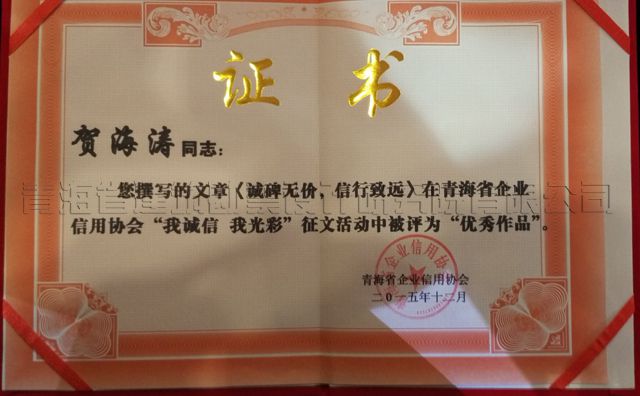 证 书
贺海涛同志:
您撰写的文章《诚碑无价,信行致远》在青海省企业
信用协会“我诚信 我光彩”征文活动中被评为“优秀作品”。
青海省企业信用协会
二〇一五年十二月